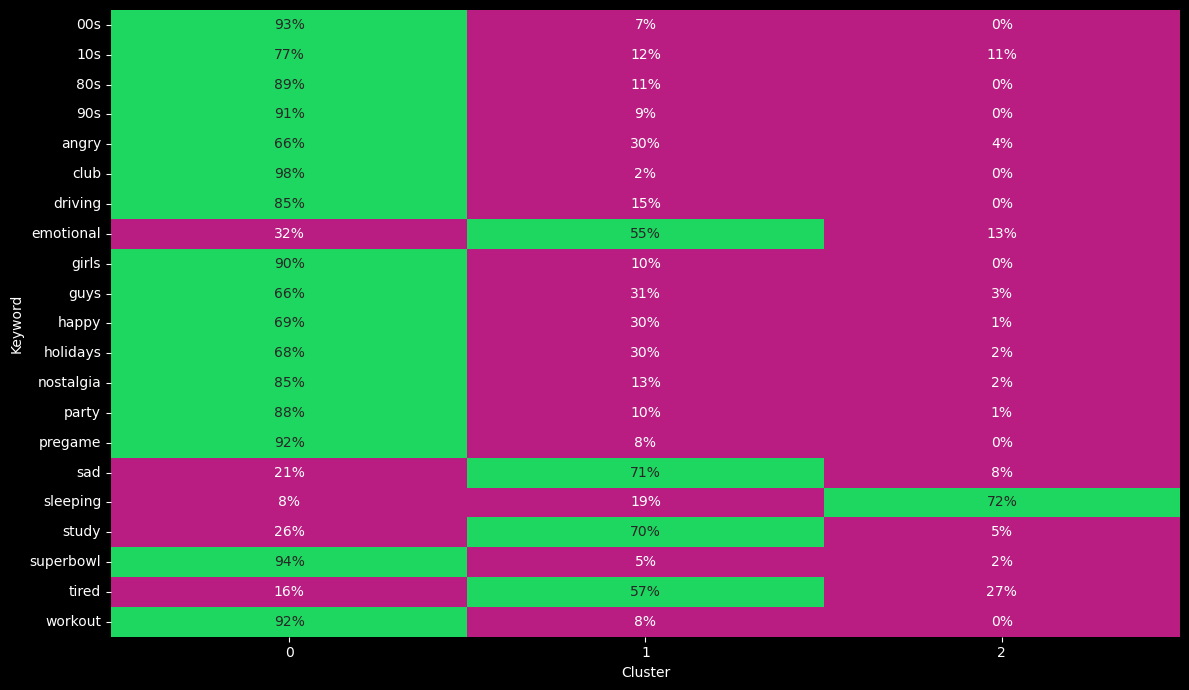 00s 93% 7% 0%
10s 77% 12% 11%
80s 89% 11% 0%
90s 91% 9% 0%
angry 66% 30% 4%
club 98% 2% 0%
driving 85% 15% 0%
emotional 32% 55% 13%
girls 90% 10% 0%
guys 66% 31% 3%
happy 69% 30% 1%
holidays 68% 30% 2%
nostalgia 85% 13% 2%
party 88% 10% 1%
pregame 92% 8% 0%
sad 21% 71% 8%
sleeping 8% 19% 72%
study 26% 70% 5%
superbowl 94% 5% 2%
tired 16% 57% 27%
workout 92% 8% 0%
Keyword
0 1 2
Cluster